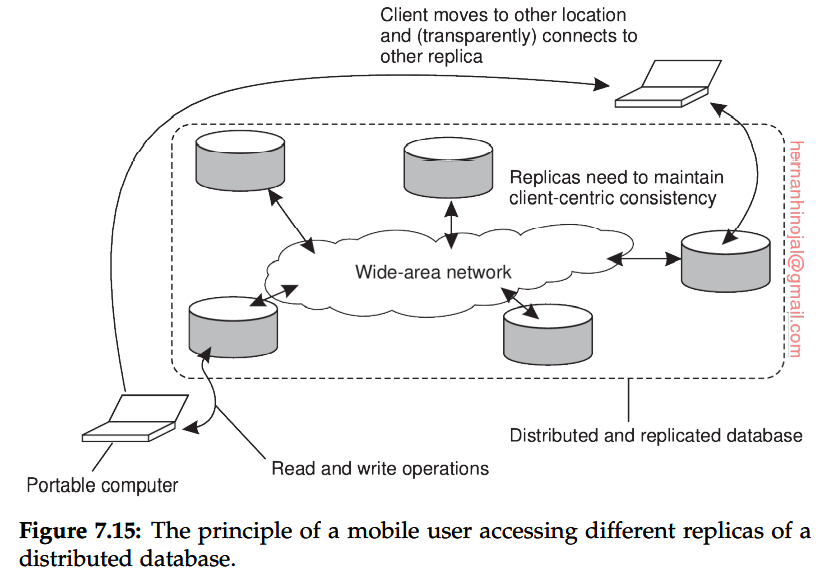 Client moves to other location
and (transparently) connects to
other replica
Replicas need to maintain
client-centric consistency
Wide-area network
Distributed and replicated database
Read and write operations
Portable computer
Figure 7.15: The principle of a mobile user accessing different replicas of a
distributed database.
hernanhinojal@gmail.com